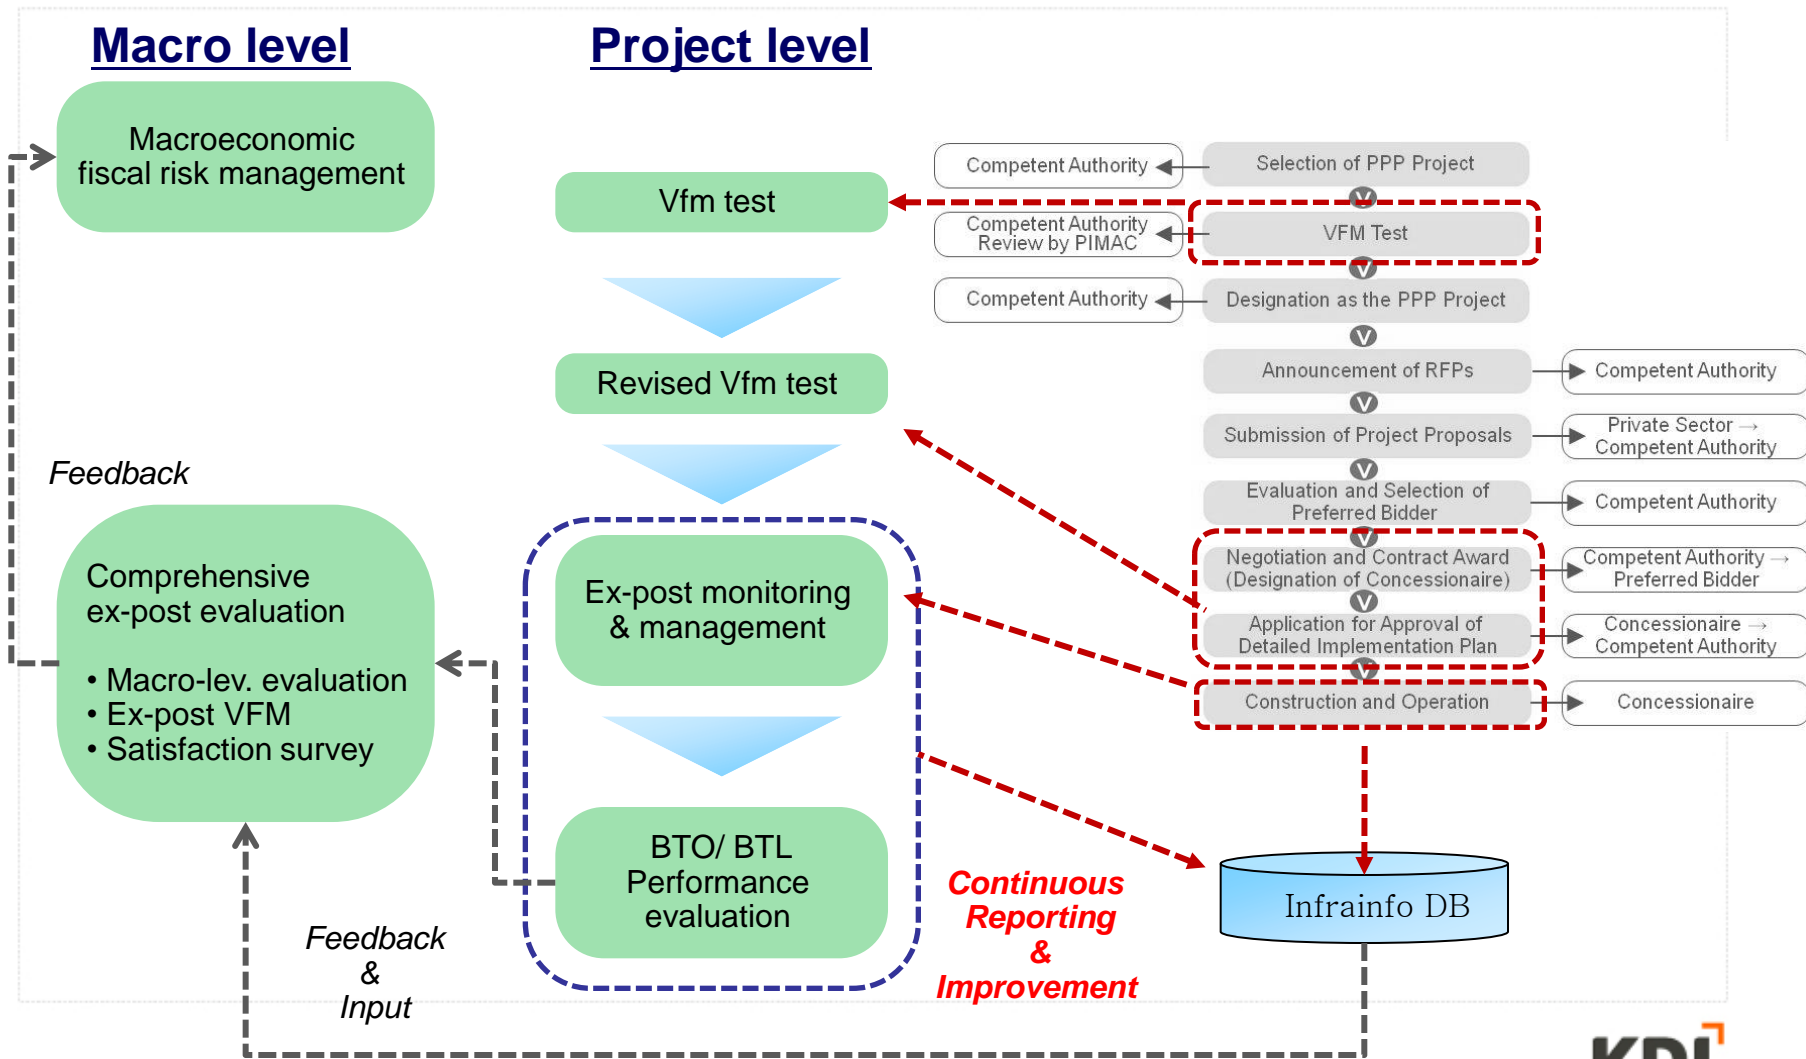 Macro level
Project level
Macroeconomic
fiscal risk management
Feedback
Comprehensive
ex-post evaluation
• Macro-lev. evaluation
• Ex-post VFM
• Satisfaction survey
Feedback
&
Input
Vfm test
Revised Vfm test
Ex-post monitoring
& management
BTO/ BTL
Performance
evaluation
Continuous
Reporting
&
Improvement
Competent Authority
Selection of PPP Project
V
Competent Authority
Review by PIMAC
VFM Test
V
Competent Authority
Designation as the PPP Project
V
Announcement of RFPs
Competent Authority
V
Submission of Project Proposals
Private Sector →
Competent Authority
V
Evaluation and Selection of
Preferred Bidder
Competent Authority
V
Negotiation and Contract Award
(Designation of Concessionaire)
Competent Authority →
Preferred Bidder
V
Application for Approval of
Detailed Implementation Plan
Concessionaire →
Competent Authority
V
Construction and Operation
Concessionaire
Infrainfo DB
KDI